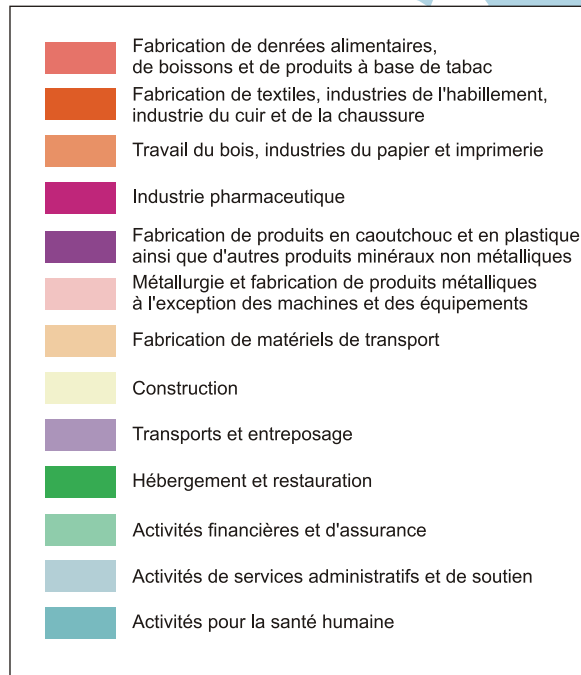 Fabrication de denrées alimentaires,
de boissons et de produits à base de tabac
Fabrication de textiles, industries de l'habillement,
industrie du cuir et de la chaussure
Travail du bois, industries du papier et imprimerie
Industrie pharmaceutique
Fabrication de produits en caoutchouc et en plastique
ainsi que d'autres produits minéraux non métalliques
Métallurgie et fabrication de produits métalliques
à l'exception des machines et des équipements
Fabrication de matériels de transport
Construction
Transports et entreposage
Hébergement et restauration
Activités financières et d'assurance
Activités de services administratifs et de soutien
Activités pour la santé humaine